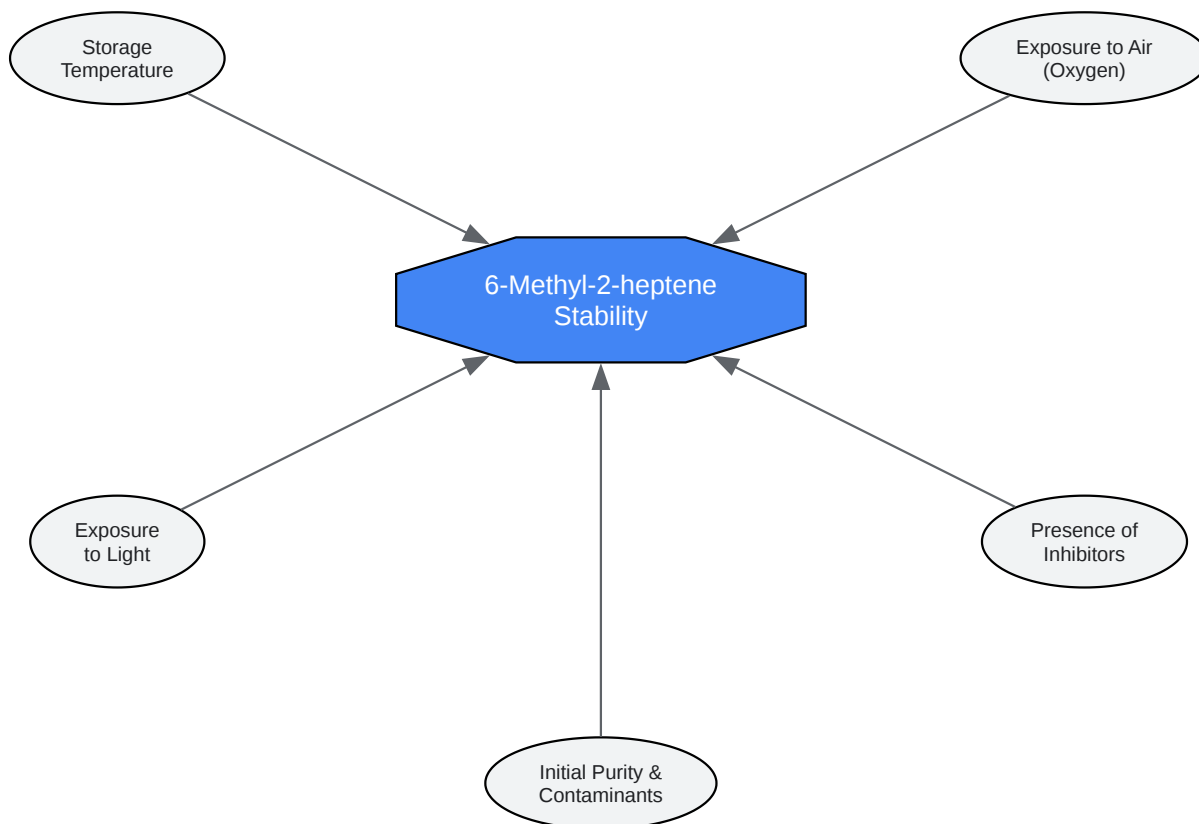 Storage
Temperature
Exposure to Air
(Oxygen)
6-Methyl-2-heptene
Stability
Exposure
to Light
Presence of
Inhibitors
Initial Purity &
Contaminants